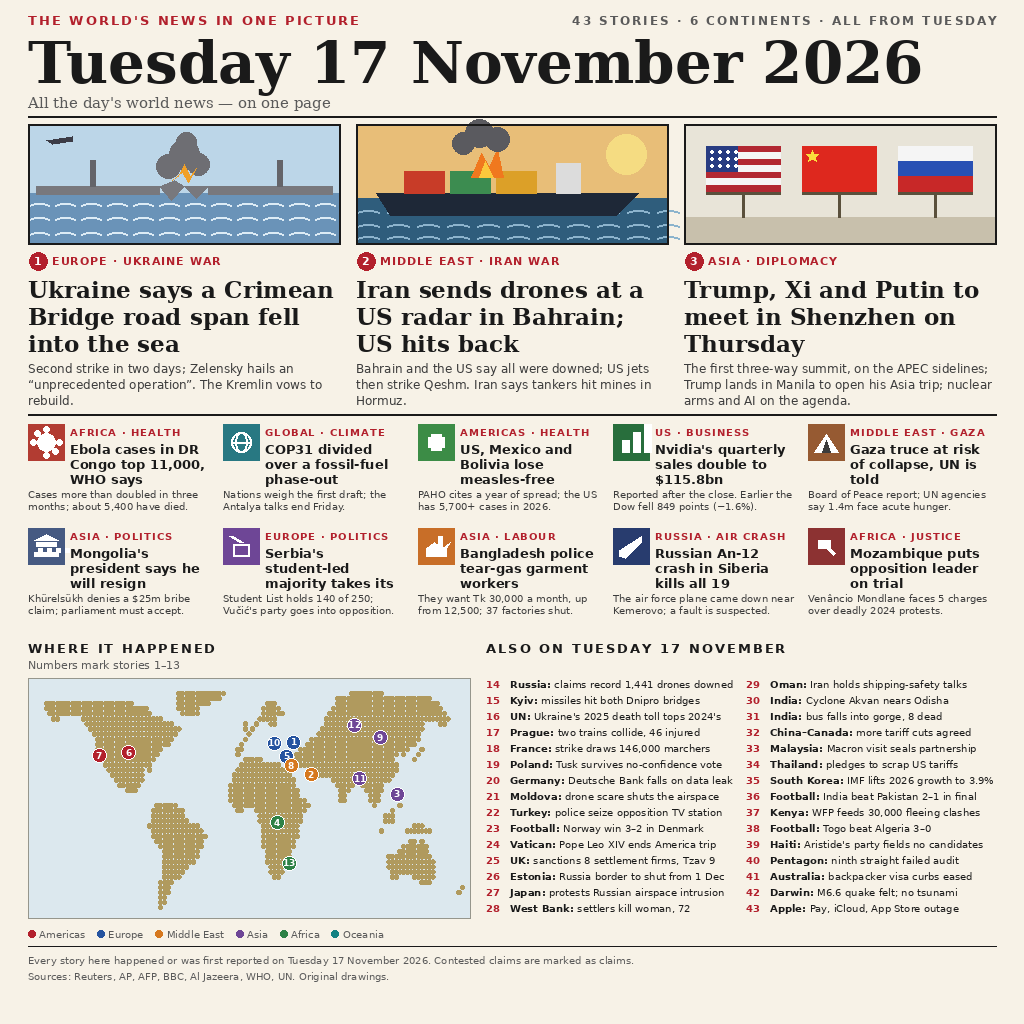 THE WORLD'S NEWS IN ONE PICTURE
43 STORIES · 6 CONTINENTS · ALL FROM TUESDAY
Tuesday 17 November 2026
All the day's world news — on one page
1 EUROPE · UKRAINE WAR
Ukraine says a Crimean
Bridge road span fell
into the sea
Second strike in two days; Zelensky hails an
“unprecedented operation”. The Kremlin vows to
rebuild.
2 MIDDLE EAST · IRAN WAR
Iran sends drones at a
US radar in Bahrain;
US hits back
Bahrain and the US say all were downed; US jets
then strike Qeshm. Iran says tankers hit mines in
Hormuz.
3 ASIA · DIPLOMACY
Trump, Xi and Putin to
meet in Shenzhen on
Thursday
The first three-way summit, on the APEC sidelines;
Trump lands in Manila to open his Asia trip; nuclear
arms and AI on the agenda.
AFRICA · HEALTH
Ebola cases in DR
Congo top 11,000,
WHO says
Cases more than doubled in three
months; about 5,400 have died.
GLOBAL · CLIMATE
COP31 divided
over a fossil-fuel
phase-out
Nations weigh the first draft; the
Antalya talks end Friday.
AMERICAS · HEALTH
US, Mexico and
Bolivia lose
measles-free
PAHO cites a year of spread; the US
has 5,700+ cases in 2026.
US · BUSINESS
Nvidia's quarterly
sales double to
$115.8bn
Reported after the close. Earlier the
Dow fell 849 points (−1.6%).
MIDDLE EAST · GAZA
Gaza truce at risk
of collapse, UN is
told
Board of Peace report; UN agencies
say 1.4m face acute hunger.
ASIA · POLITICS
Mongolia's
president says he
will resign
Khürelsükh denies a $25m bribe
claim; parliament must accept.
EUROPE · POLITICS
Serbia's
student-led
majority takes its
Student List holds 140 of 250;
Vučić's party goes into opposition.
ASIA · LABOUR
Bangladesh police
tear-gas garment
workers
They want Tk 30,000 a month, up
from 12,500; 37 factories shut.
RUSSIA · AIR CRASH
Russian An-12
crash in Siberia
kills all 19
The air force plane came down near
Kemerovo; a fault is suspected.
AFRICA · JUSTICE
Mozambique puts
opposition leader
on trial
Venâncio Mondlane faces 5 charges
over deadly 2024 protests.
WHERE IT HAPPENED
Numbers mark stories 1–13
12
9
10
1
7
6
5
8
2
11
3
4
13
Americas
Europe
Middle East
Asia
Africa
Oceania
ALSO ON TUESDAY 17 NOVEMBER
14 Russia: claims record 1,441 drones downed
15 Kyiv: missiles hit both Dnipro bridges
16 UN: Ukraine's 2025 death toll tops 2024's
17 Prague: two trains collide, 46 injured
18 France: strike draws 146,000 marchers
19 Poland: Tusk survives no-confidence vote
20 Germany: Deutsche Bank falls on data leak
21 Moldova: drone scare shuts the airspace
22 Turkey: police seize opposition TV station
23 Football: Norway win 3–2 in Denmark
24 Vatican: Pope Leo XIV ends America trip
25 UK: sanctions 8 settlement firms, Tzav 9
26 Estonia: Russia border to shut from 1 Dec
27 Japan: protests Russian airspace intrusion
28 West Bank: settlers kill woman, 72
29 Oman: Iran holds shipping-safety talks
30 India: Cyclone Akvan nears Odisha
31 India: bus falls into gorge, 8 dead
32 China–Canada: more tariff cuts agreed
33 Malaysia: Macron visit seals partnership
34 Thailand: pledges to scrap US tariffs
35 South Korea: IMF lifts 2026 growth to 3.9%
36 Football: India beat Pakistan 2–1 in final
37 Kenya: WFP feeds 30,000 fleeing clashes
38 Football: Togo beat Algeria 3–0
39 Haiti: Aristide's party fields no candidates
40 Pentagon: ninth straight failed audit
41 Australia: backpacker visa curbs eased
42 Darwin: M6.6 quake felt; no tsunami
43 Apple: Pay, iCloud, App Store outage
Every story here happened or was first reported on Tuesday 17 November 2026. Contested claims are marked as claims.
Sources: Reuters, AP, AFP, BBC, Al Jazeera, WHO, UN. Original drawings.